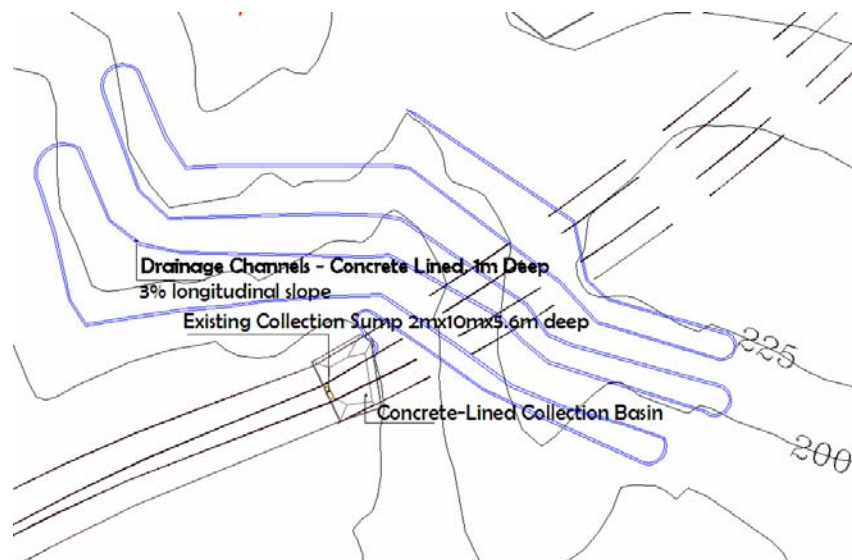 Drainage Channels - Concrete Lined, 1m Deep
3% longitudinal slope
Existing Collection Sump 2mx10mx5.6m deep
225
Concrete-Lined Collection Basin
200